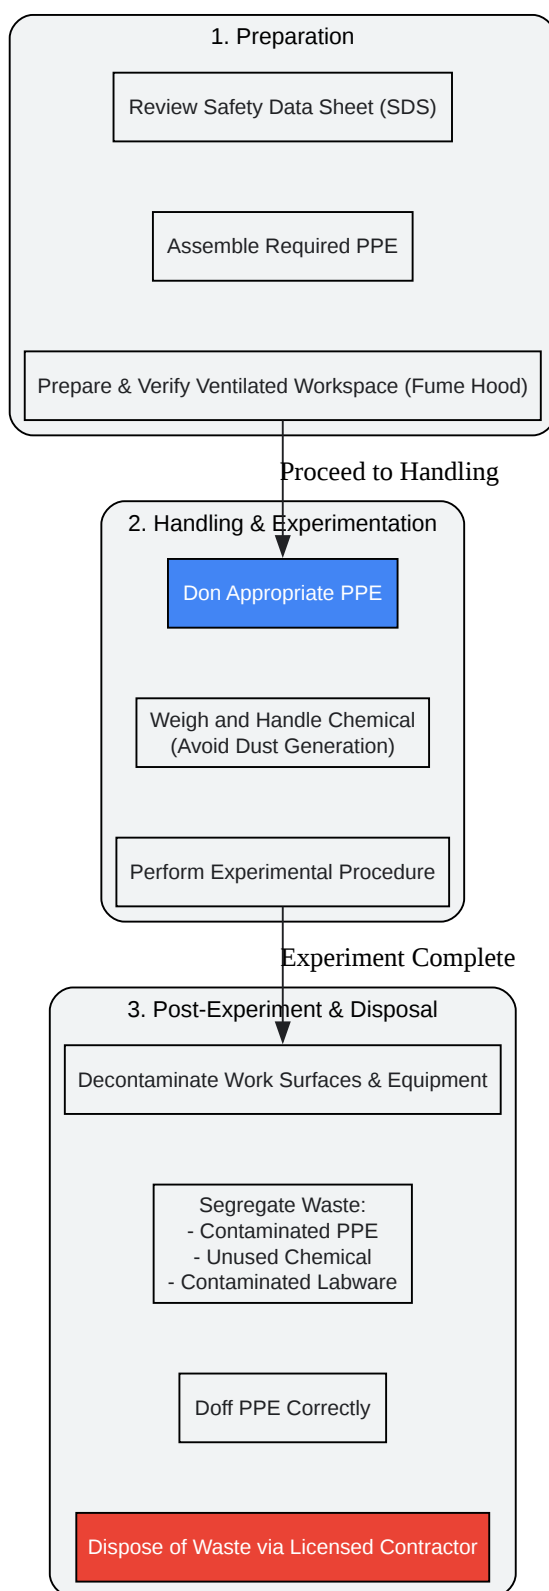 1. Preparation
Review Safety Data Sheet (SDS)
Assemble Required PPE
Prepare & Verify Ventilated Workspace (Fume Hood)
Proceed to Handling
2. Handling & Experimentation
Don Appropriate PPE
Weigh and Handle Chemical
(Avoid Dust Generation)
Perform Experimental Procedure
Experiment Complete
3. Post-Experiment & Disposal
Decontaminate Work Surfaces & Equipment
Segregate Waste:
- Contaminated PPE
- Unused Chemical
- Contaminated Labware
Doff PPE Correctly
Dispose of Waste via Licensed Contractor